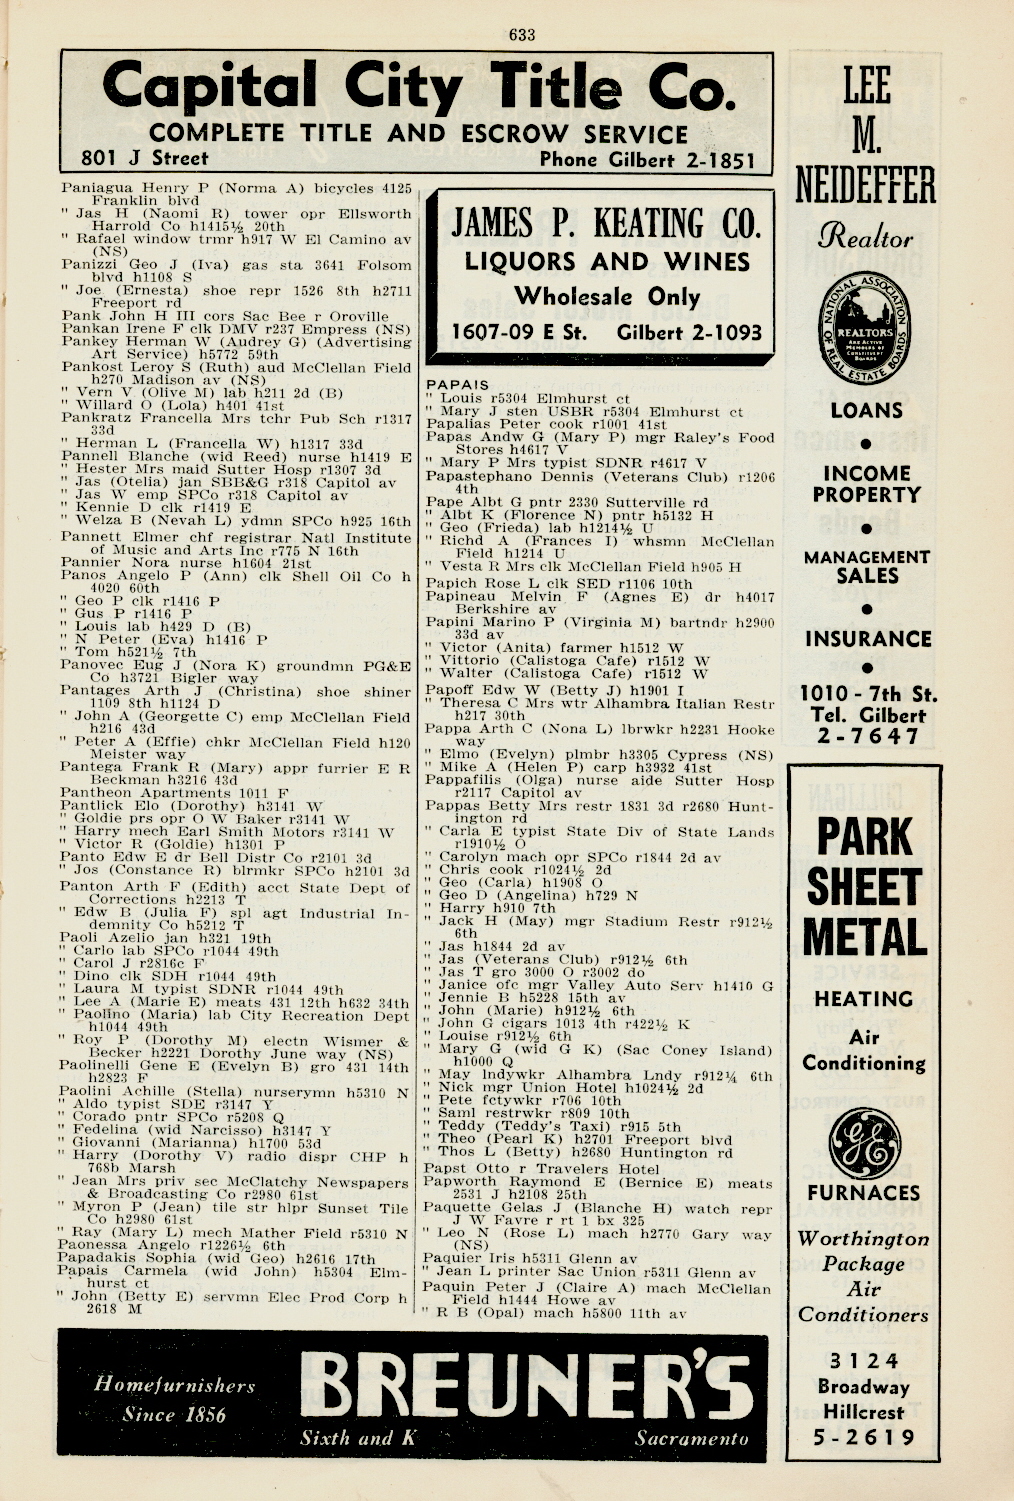 633
Capital City Title Co.
COMPLETE TITLE AND ESCROW SERVICE
801 J Street Phone Gilbert 2-1851
Paniagua Henry P (Norma A) bicycles 4125
Franklin blvd
" Jas H (Naomi R) tower opr Ellsworth
Harrold Co h1415½ 20th
" Rafael window trmr h917 W El Camino av
(NS)
Panizzi Geo J (Iva) gas sta 3641 Folsom
blvd h1108 S
" Joe (Ernesta) shoe repr 1526 8th h2711
Freeport rd
Pank John H III cors Sac Bee r Oroville
Pankan Irene F clk DMV r237 Empress (NS)
Pankey Herman W (Audrey G) (Advertising
Art Service) h5772 59th
Pankost Leroy S (Ruth) aud McClellan Field
h270 Madison av (NS)
" Vern V (Olive M) lab h211 2d (B)
" Willard O (Lola) h401 41st
Pankratz Francella Mrs tchr Pub Sch r1317
33d
" Herman L (Francella W) h1317 33d
Pannell Blanche (wid Reed) nurse h1419 E
" Hester Mrs maid Sutter Hosp r1307 3d
" Jas (Otelia) jan SBB&G r318 Capitol av
" Jas W emp SPCo r318 Capitol av
" Kennie D clk r1419 E
" Welza B (Nevah L) ydmn SPCo h925 16th
Pannett Elmer chf registrar Natl Institute
of Music and Arts Inc r775 N 16th
Pannier Nora nurse h1604 21st
Panos Angelo P (Ann) clk Shell Oil Co h
4020 60th
" Geo P clk r1416 P
" Gus P r1416 P
" Louis lab h429 D (B)
" N Peter (Eva) h1416 P
" Tom h521½ 7th
Panovec Eug J (Nora K) groundmn PG&E
Co h3721 Bigler way
Pantages Arth J (Christina) shoe shiner
1109 8th h1124 D
" John A (Georgette C) emp McClellan Field
h216 43d
" Peter A (Effie) chkr McClellan Field h120
Meister way
Pantega Frank R (Mary) appr furrier E R
Beckman h3216 43d
Pantheon Apartments 1011 F
Pantlick Elo (Dorothy) h3141 W
" Goldie prs opr O W Baker r3141 W
" Harry mech Earl Smith Motors r3141 W
" Victor R (Goldie) h1301 P
Panto Edw E dr Bell Distr Co r2101 3d
" Jos (Constance R) blrmkr SPCo h2101 3d
Panton Arth F (Edith) acct State Dept of
Corrections h2213 T
" Edw B (Julia F) spl agt Industrial In-
demnity Co h5212 T
Paoli Azelio jan h321 19th
" Carlo lab SPCo r1044 49th
" Carol J r2816c F
" Dino clk SDH r1044 49th
" Laura M typist SDNR r1044 49th
" Lee A (Marie E) meats 431 12th h632 34th
" Paolino (Maria) lab City Recreation Dept
h1044 49th
" Roy P (Dorothy M) electn Wismer &
Becker h2221 Dorothy June way (NS)
Paolinelli Gene E (Evelyn B) gro 431 14th
h2823 F
Paolini Achille (Stella) nurserymn h5310 N
" Aldo typist SDE r3147 Y
" Corado pntr SPCo r5208 Q
" Fedelina (wid Narcisso) h3147 Y
" Giovanni (Marianna) h1700 53d
" Harry (Dorothy V) radio dispr CHP h
768b Marsh
" Jean Mrs priv sec McClatchy Newspapers
& Broadcasting Co r2980 61st
" Myron P (Jean) tile str hlpr Sunset Tile
Co h2980 61st
" Ray (Mary L) mech Mather Field r5310 N
Paonessa Angelo r1226½ 6th
Papadakis Sophia (wid Geo) h2616 17th
Papais Carmela (wid John) h5304 Elm-
hurst ct
" John (Betty E) servmn Elec Prod Corp h
2618 M
JAMES P. KEATING CO.
LIQUORS AND WINES
Wholesale Only
1607-09 E St. Gilbert 2-1093
PAPAIS
" Louis r5304 Elmhurst ct
" Mary J sten USBR r5304 Elmhurst ct
Papalias Peter cook r1001 41st
Papas Andw G (Mary P) mgr Raley's Food
Stores h4617 V
" Mary P Mrs typist SDNR r4617 V
Papastephano Dennis (Veterans Club) r1206
4th
Pape Albt G pntr 2330 Sutterville rd
" Albt K (Florence N) pntr h5132 H
" Geo (Frieda) lab h1214½ U
" Richd A (Frances I) whsmn McClellan
Field h1214 U
" Vesta R Mrs clk McClellan Field h905 H
Papich Rose L clk SED r1106 10th
Papineau Melvin F (Agnes E) dr h4017
Berkshire av
Papini Marino P (Virginia M) bartndr h2900
33d av
" Victor (Anita) farmer h1512 W
" Vittorio (Calistoga Cafe) r1512 W
" Walter (Calistoga Cafe) r1512 W
Papoff Edw W (Betty J) h1901 I
" Theresa C Mrs wtr Alhambra Italian Restr
h217 30th
Pappa Arth C (Nona L) lbrwkr h2231 Hooke
way
" Elmo (Evelyn) plmbr h3305 Cypress (NS)
" Mike A (Helen P) carp h3932 41st
Pappafilis (Olga) nurse aide Sutter Hosp
r2117 Capitol av
Pappas Betty Mrs restr 1831 3d r2680 Hunt-
ington rd
" Carla E typist State Div of State Lands
r1910½ O
" Carolyn mach opr SPCo r1844 2d av
" Chris cook r1024½ 2d
" Geo (Carla) h1908 O
" Geo D (Angelina) h729 N
" Harry h910 7th
" Jack H (May) mgr Stadium Restr r912½
6th
" Jas h1844 2d av
" Jas (Veterans Club) r912½ 6th
" Jas T gro 3000 O r3002 do
" Janice ofc mgr Valley Auto Serv h1410 G
" Jennie B h5228 15th av
" John (Marie) h912½ 6th
" John G cigars 1013 4th r422½ K
" Louise r912½ 6th
" Mary G (wid G K) (Sac Coney Island)
h1000 Q
" May Indywkr Alhambra Lndy r912¼ 6th
" Nick mgr Union Hotel h1024½ 2d
" Pete fctywkr r706 10th
" Saml restrwkr r809 10th
" Teddy (Teddy's Taxi) r915 5th
" Theo (Pearl K) h2701 Freeport blvd
" Thos L (Betty) h2680 Huntington rd
Papst Otto r Travelers Hotel
Papworth Raymond E (Bernice E) meats
2531 J h2108 25th
Paquette Gelas J (Blanche H) watch repr
J W Favre r rt 1 bx 325
" Leo N (Rose L) mach h2770 Gary way
(NS)
Paquier Iris h5311 Glenn av
" Jean L printer Sac Union r5311 Glenn av
Paquin Peter J (Claire A) mach McClellan
Field h1444 Howe av
" R B (Opal) mach h5800 11th av
LEE
M.
NEIDEFFER
Realtor
NATIONAL ASSOCIATION
OF REAL ESTATE BOARDS
REALTORS
ARE ACTIVE
MEMBERS OF
CONSTITUENT
BOARDS
LOANS
●
INCOME
PROPERTY
●
MANAGEMENT
SALES
●
INSURANCE
●
1010 - 7th St.
Tel. Gilbert
2-7647
PARK
SHEET
METAL
HEATING
Air
Conditioning
GE
FURNACES
Worthington
Package
Air
Conditioners
3124
Broadway
Hillcrest
5-2619
Homefurnishers
Since 1856
BREUNER'S
Sixth and K Sacramento